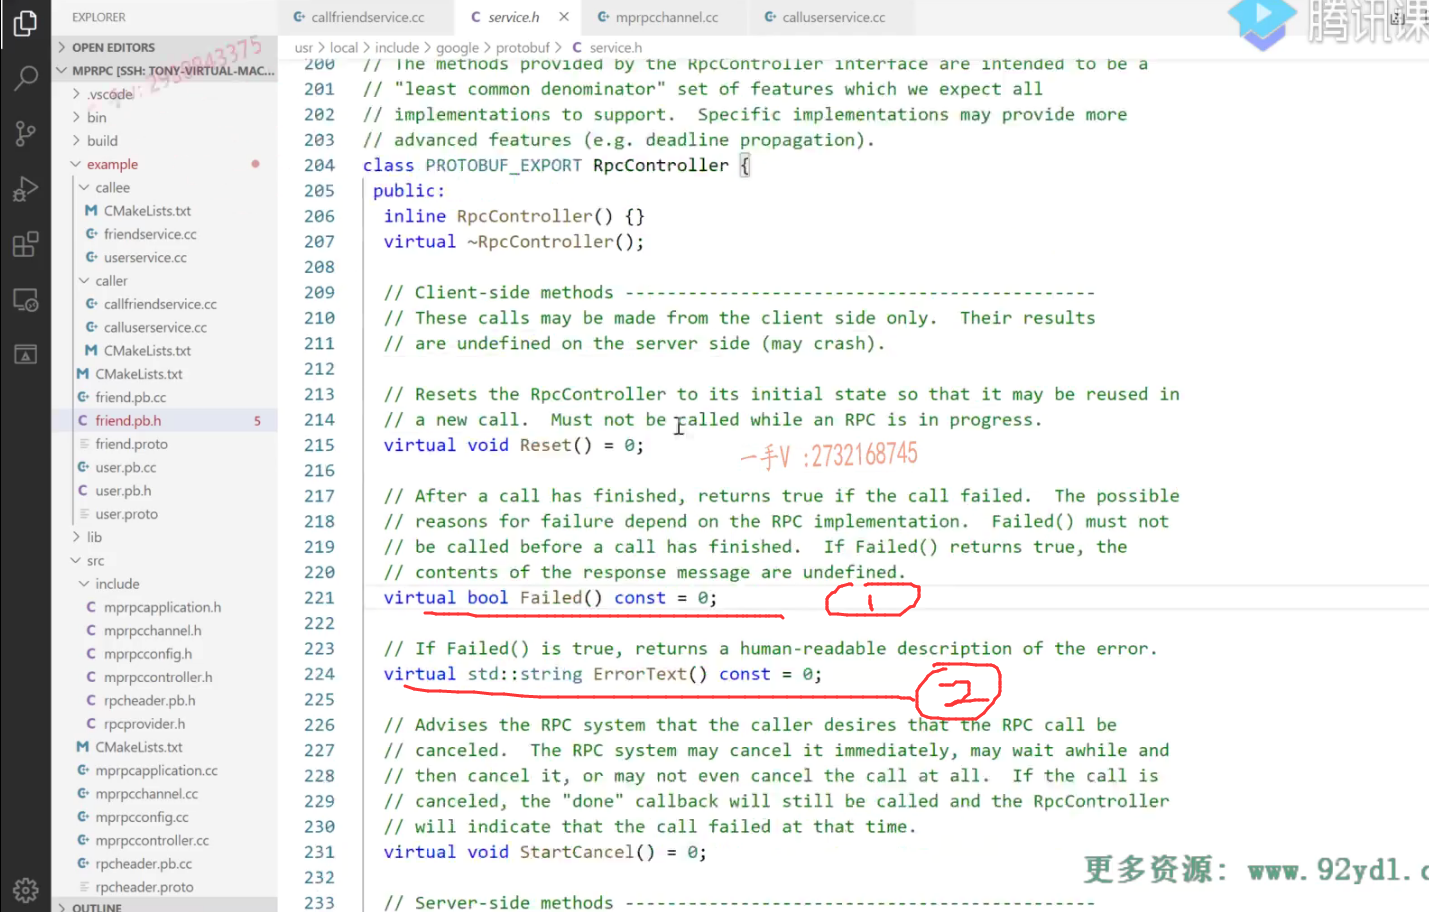 EXPLORER
OPEN EDITORS
MPRPC [SSH: TONY-VIRTUAL-MAC...
.vscode
bin
build
example
callee
CMakeLists.txt
friendservice.cc
userservice.cc
caller
callfriendservice.cc
calluserservice.cc
CMakeLists.txt
CMakeLists.txt
friend.pb.cc
friend.pb.h 5
friend.proto
user.pb.cc
user.pb.h
user.proto
lib
src
include
mprpcapplication.h
mprpcchannel.h
mprpcconfig.h
mprpccontroller.h
rpcheader.pb.h
rpcprovider.h
CMakeLists.txt
mprpcapplication.cc
mprpcchannel.cc
mprpcconfig.cc
mprpccontroller.cc
rpcheader.pb.cc
rpcheader.proto
OUTLINE
callfriendservice.cc service.h mprpcchannel.cc calluserservice.cc
腾讯课
usr > local > include > google > protobuf > service.h
200 // The methods provided by the RpcController interface are intended to be a
201 // "least common denominator" set of features which we expect all
202 // implementations to support.  Specific implementations may provide more
203 // advanced features (e.g. deadline propagation).
204 class PROTOBUF_EXPORT RpcController {
205 public:
206 inline RpcController() {}
207 virtual ~RpcController();
208
209 // Client-side methods ---------------------------------------------
210 // These calls may be made from the client side only.  Their results
211 // are undefined on the server side (may crash).
212
213 // Resets the RpcController to its initial state so that it may be reused in
214 // a new call.  Must not be called while an RPC is in progress.
215 virtual void Reset() = 0;
一手V :2732168745
216
217 // After a call has finished, returns true if the call failed.  The possible
218 // reasons for failure depend on the RPC implementation.  Failed() must not
219 // be called before a call has finished.  If Failed() returns true, the
220 // contents of the response message are undefined.
221 virtual bool Failed() const = 0; 1
222
223 // If Failed() is true, returns a human-readable description of the error.
224 virtual std::string ErrorText() const = 0; 2
225
226 // Advises the RPC system that the caller desires that the RPC call be
227 // canceled.  The RPC system may cancel it immediately, may wait awhile and
228 // then cancel it, or may not even cancel the call at all.  If the call is
229 // canceled, the "done" callback will still be called and the RpcController
230 // will indicate that the call failed at that time.
231 virtual void StartCancel() = 0;
232
233 // Server-side methods ---------------------------------------------
更多资源: www.92ydl.c